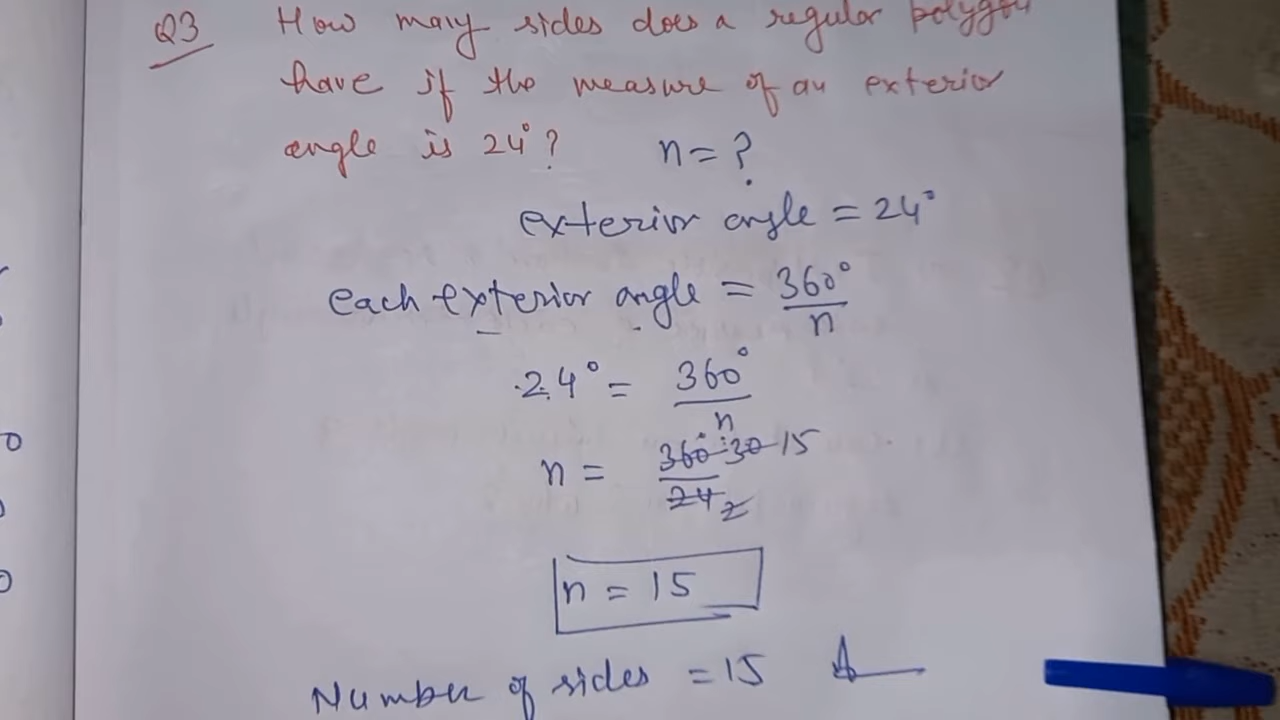 Q3 How many sides does a regular polygon
have if the measure of an exterior
angle is 24°? n = ?
exterior angle = 24°
each exterior angle = 360°/n
24° = 360°/n
n = 360° 30 15 / 24 2
n = 15
Number of sides = 15